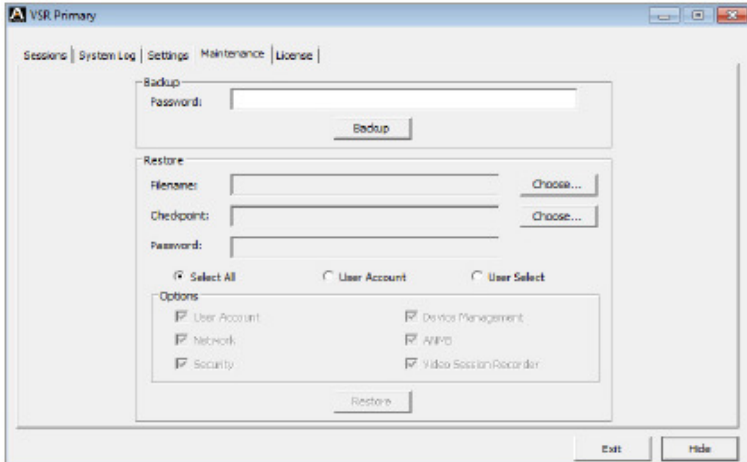 VSR Primary
Sessions System Log Settings Maintenance License
Backup
Password:
Backup
Restore
Filename: Choose...
Checkpoint: Choose...
Password:
Select All User Account User Select
Options
User Account Device Management
Network ANMS
Security Video Session Recorder
Restore
Exit Hide